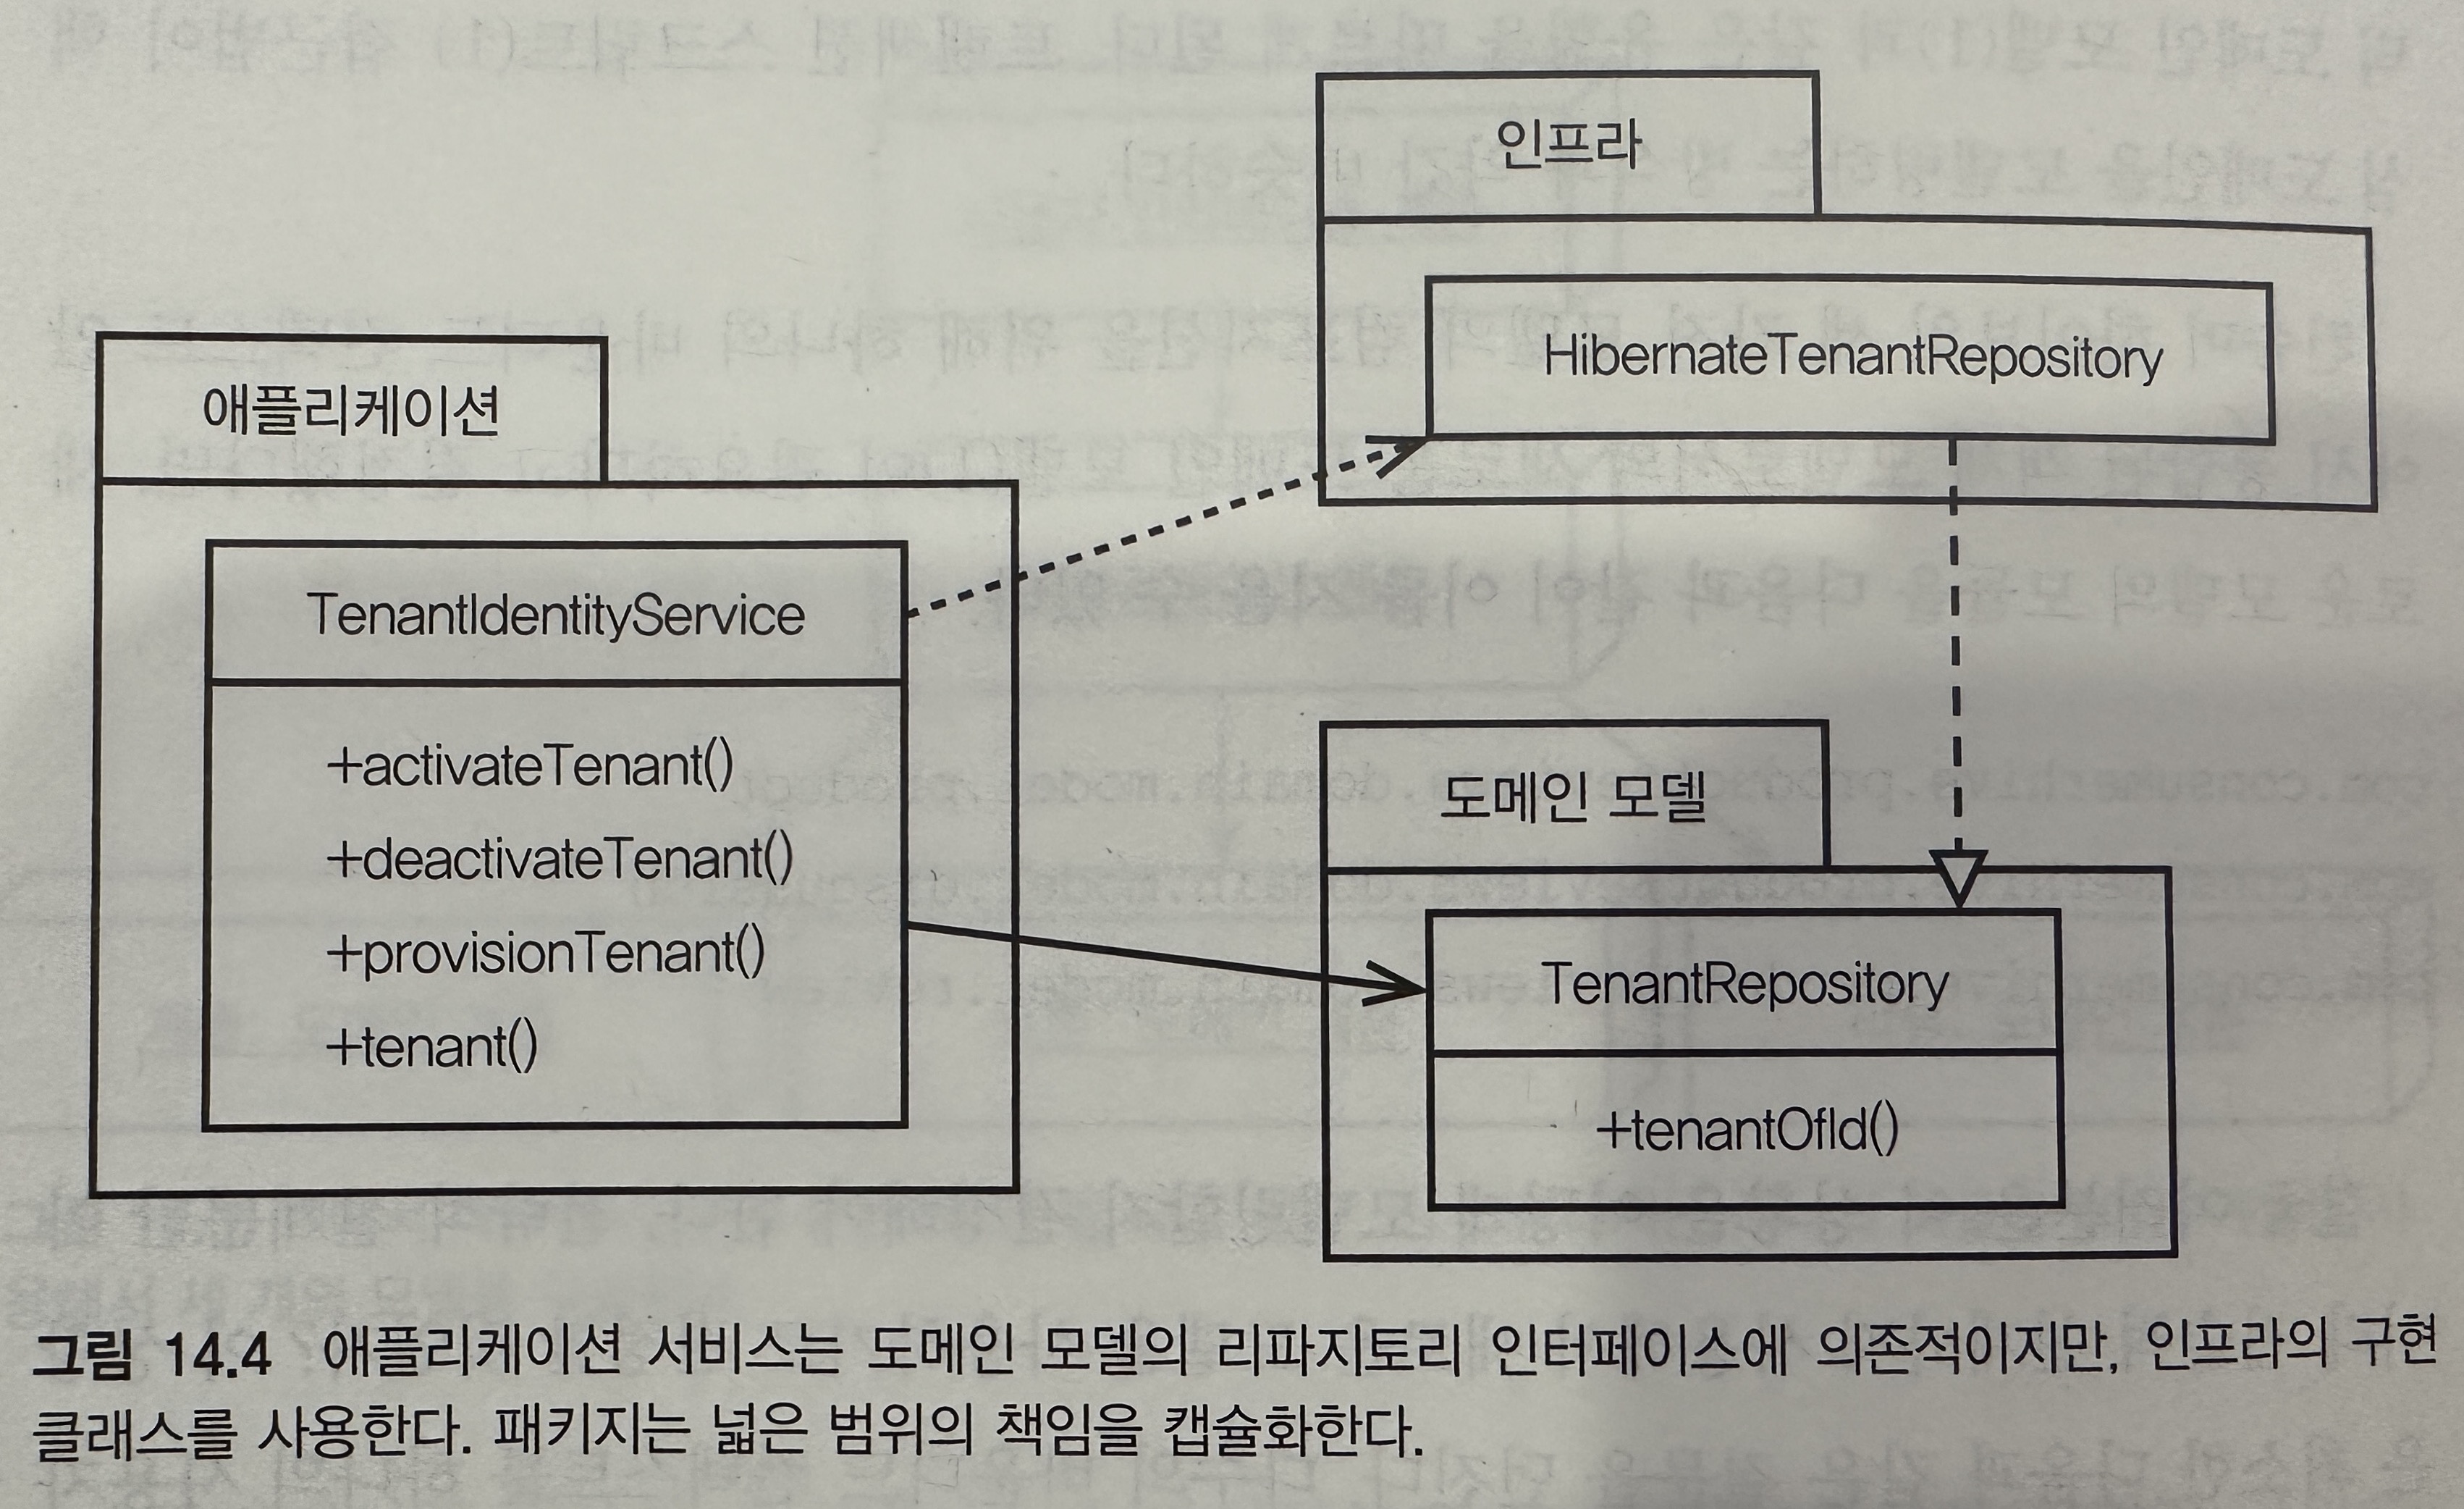 인프라
HibernateTenantRepository
애플리케이션
TenantIdentityService
+activateTenant()
+deactivateTenant()
+provisionTenant()
+tenant()
도메인 모델
TenantRepository
+tenantOfId()
그림 14.4 애플리케이션 서비스는 도메인 모델의 리파지토리 인터페이스에 의존적이지만, 인프라의 구현
클래스를 사용한다. 패키지는 넓은 범위의 책임을 캡슐화한다.